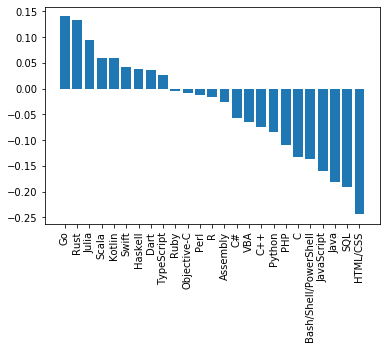 0.15
0.10
0.05
0.00
−0.05
−0.10
−0.15
−0.20
−0.25
Go
Rust
Julia
Scala
Kotlin
Swift
Haskell
Dart
TypeScript
Ruby
Objective-C
Perl
R
Assembly
C#
VBA
C++
Python
PHP
C
Bash/Shell/PowerShell
JavaScript
Java
SQL
HTML/CSS